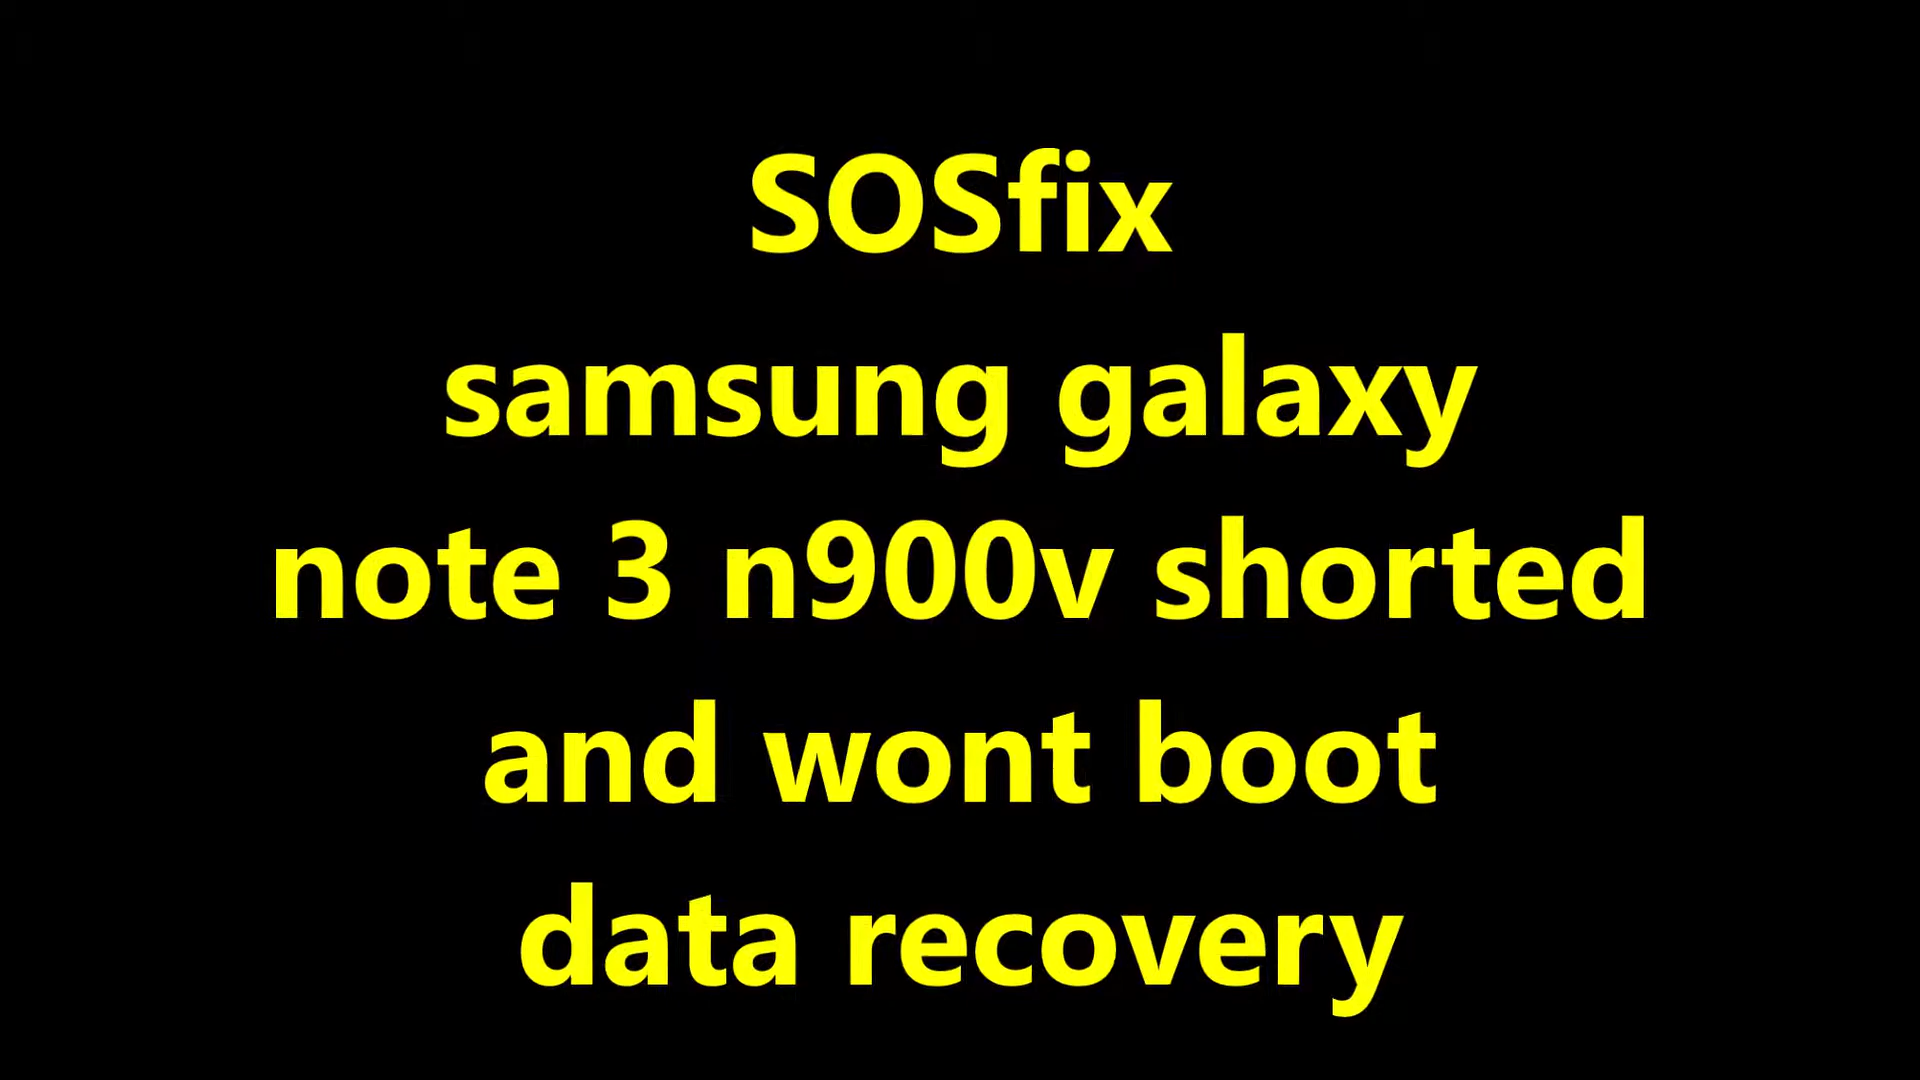 SOSfix
samsung galaxy
note 3 n900v shorted
and wont boot
data recovery